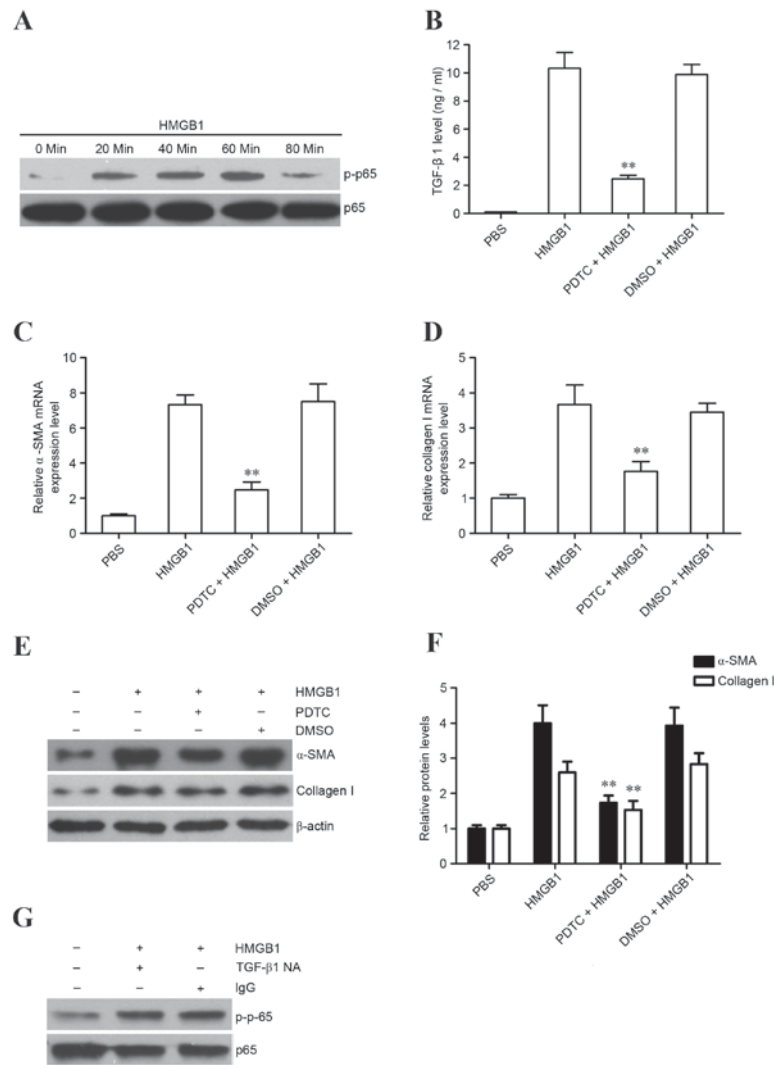 A
HMGB1
0 Min 20 Min 40 Min 60 Min 80 Min
p-p65
p65
B
TGF-β 1 level (ng / ml)
12
10
8
6
4
2
0
**
PBS
HMGB1
PDTC + HMGB1
DMSO + HMGB1
C
Relative α -SMA mRNA
expression level
10
8
6
4
2
0
**
PBS
HMGB1
PDTC + HMGB1
DMSO + HMGB1
D
Relative collagen I mRNA
expression level
5
4
3
2
1
0
**
PBS
HMGB1
PDTC + HMGB1
DMSO + HMGB1
E
– + + + HMGB1
– – + – PDTC
– – – + DMSO
α-SMA
Collagen I
β-actin
F
α-SMA
Collagen I
Relative protein levels
5
4
3
2
1
0
** **
PBS
HMGB1
PDTC + HMGB1
DMSO + HMGB1
G
– + + HMGB1
– + – TGF-β1 NA
– – + IgG
p-p-65
p65